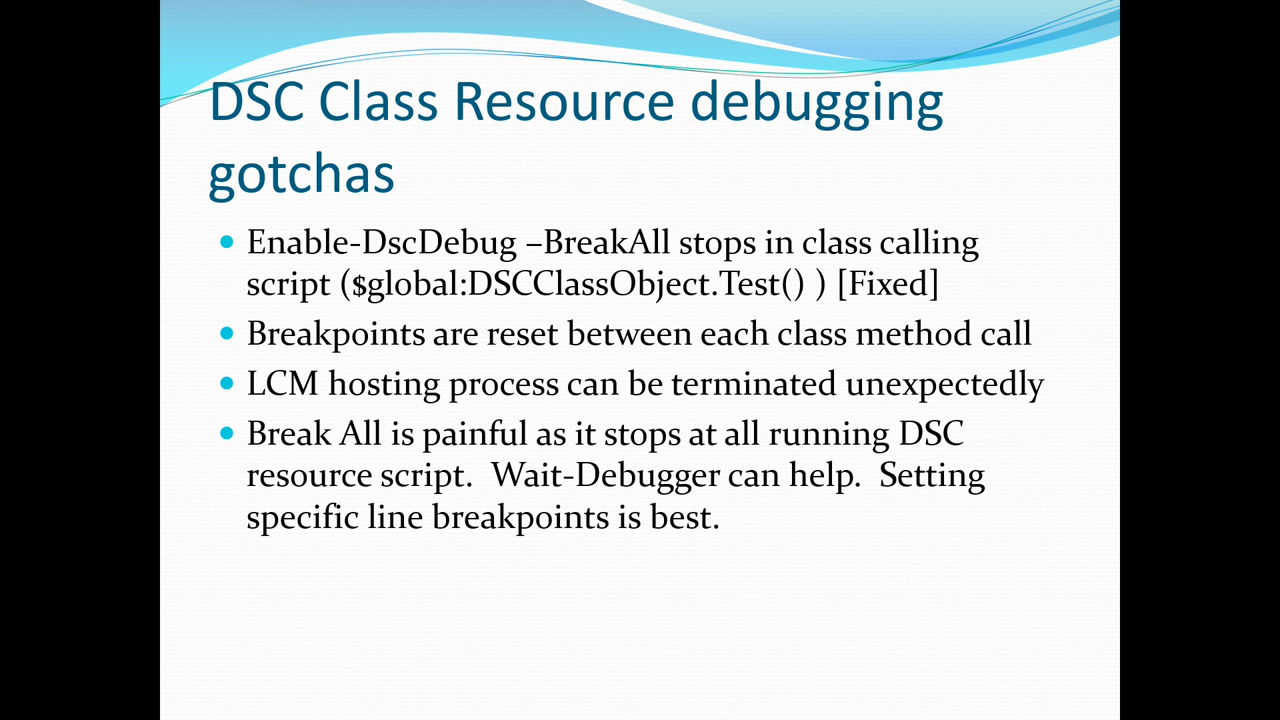 DSC Class Resource debugging
gotchas
• Enable-DscDebug –BreakAll stops in class calling
script ($global:DSCClassObject.Test() ) [Fixed]
• Breakpoints are reset between each class method call
• LCM hosting process can be terminated unexpectedly
• Break All is painful as it stops at all running DSC
resource script.  Wait-Debugger can help.  Setting
specific line breakpoints is best.